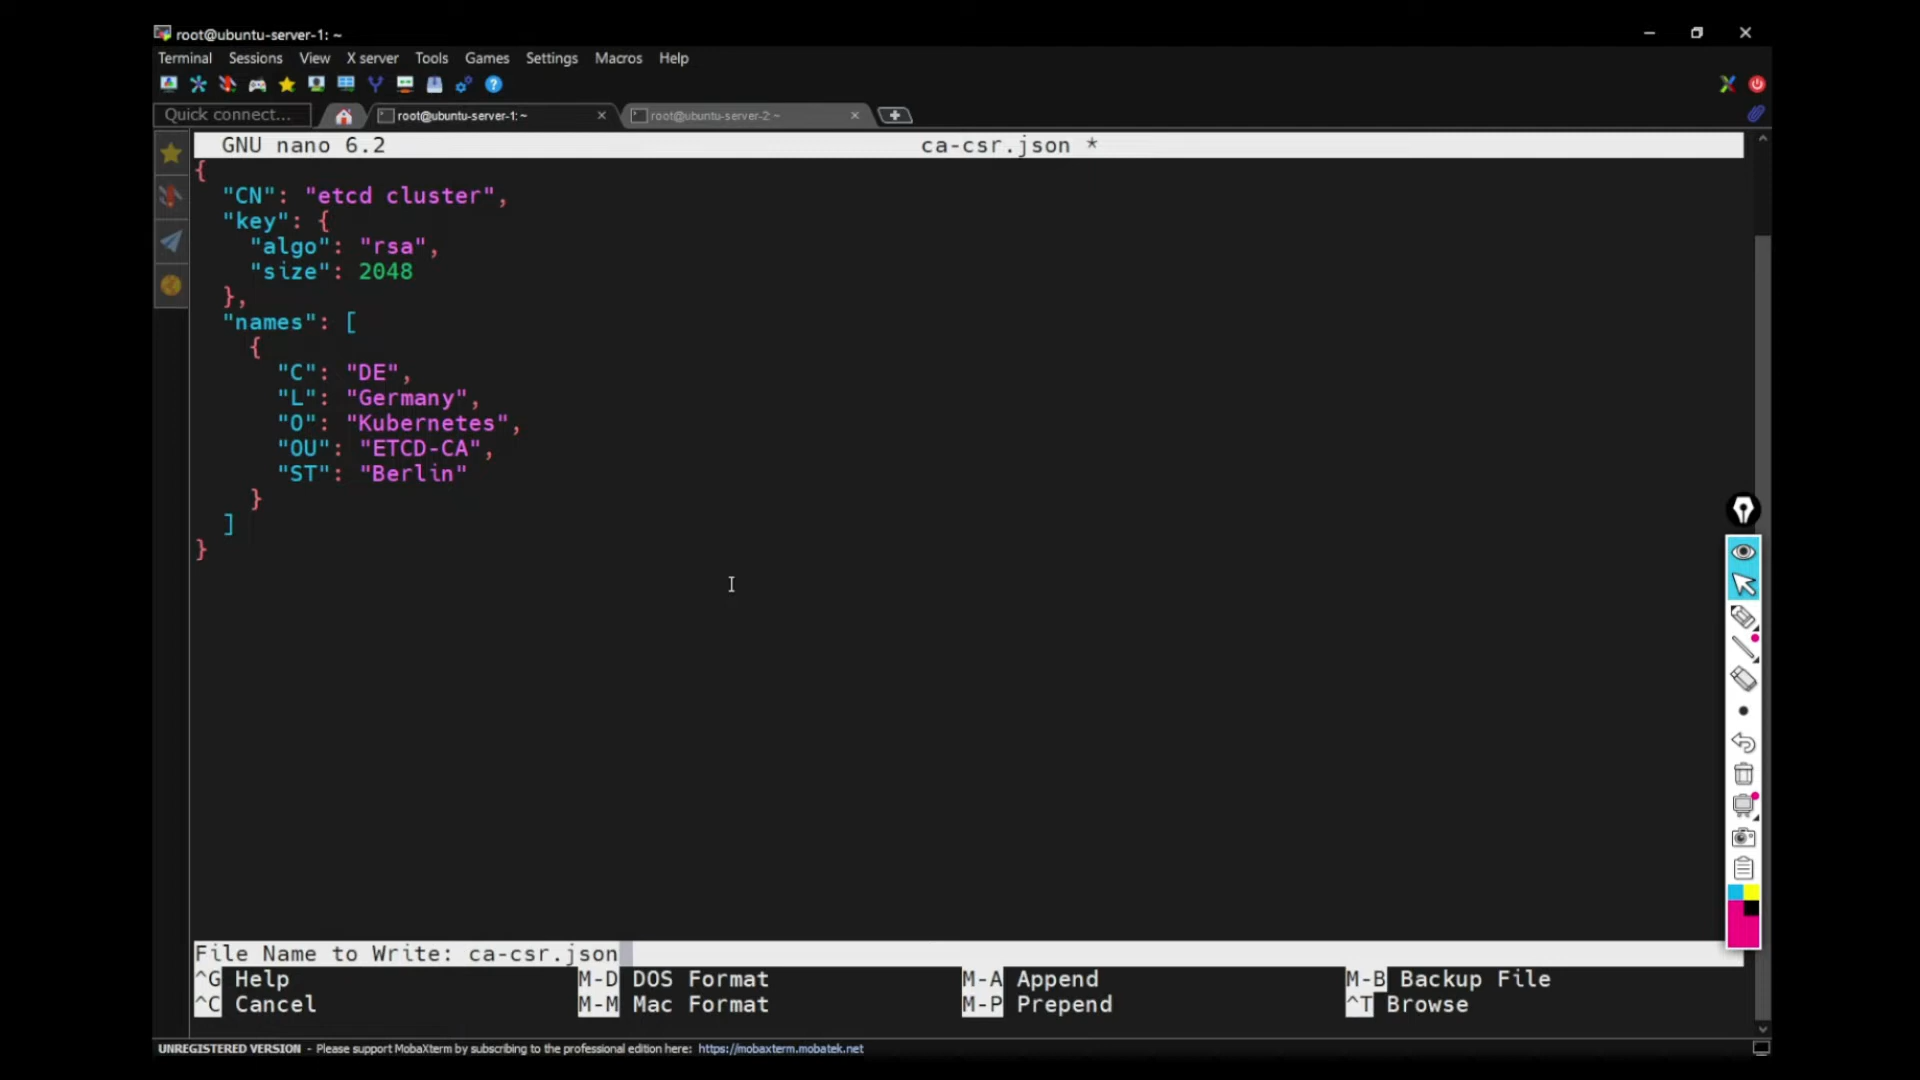 root@ubuntu-server-1: ~
Terminal Sessions View X server Tools Games Settings Macros Help
Quick connect... root@ubuntu-server-1: ~ root@ubuntu-server-2: ~
GNU nano 6.2 ca-csr.json *
{
"CN": "etcd cluster",
"key": {
"algo": "rsa",
"size": 2048
},
"names": [
{
"C": "DE",
"L": "Germany",
"O": "Kubernetes",
"OU": "ETCD-CA",
"ST": "Berlin"
}
]
}
File Name to Write: ca-csr.json
^G Help M-D DOS Format M-A Append M-B Backup File
^C Cancel M-M Mac Format M-P Prepend ^T Browse
UNREGISTERED VERSION - Please support MobaXterm by subscribing to the professional edition here: https://mobaxterm.mobatek.net